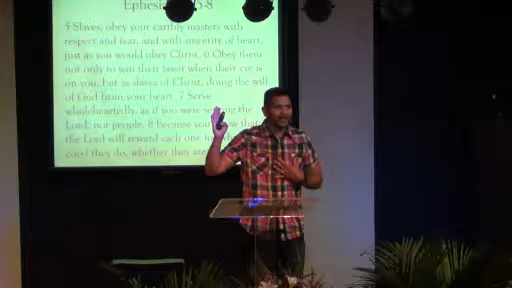 Ephesi 5-8
5 Slaves, obey your earthly masters with
respect and fear, and with sincerity of heart,
just as you would obey Christ. 6 Obey them
not only to win their favor when their eye is
on you, but as slaves of Christ, doing the will
of God from your heart. 7 Serve
wholeheartedly, as if you were serving the
Lord, not people, 8 because you know that
the Lord will reward each one for wh
good they do, whether they are